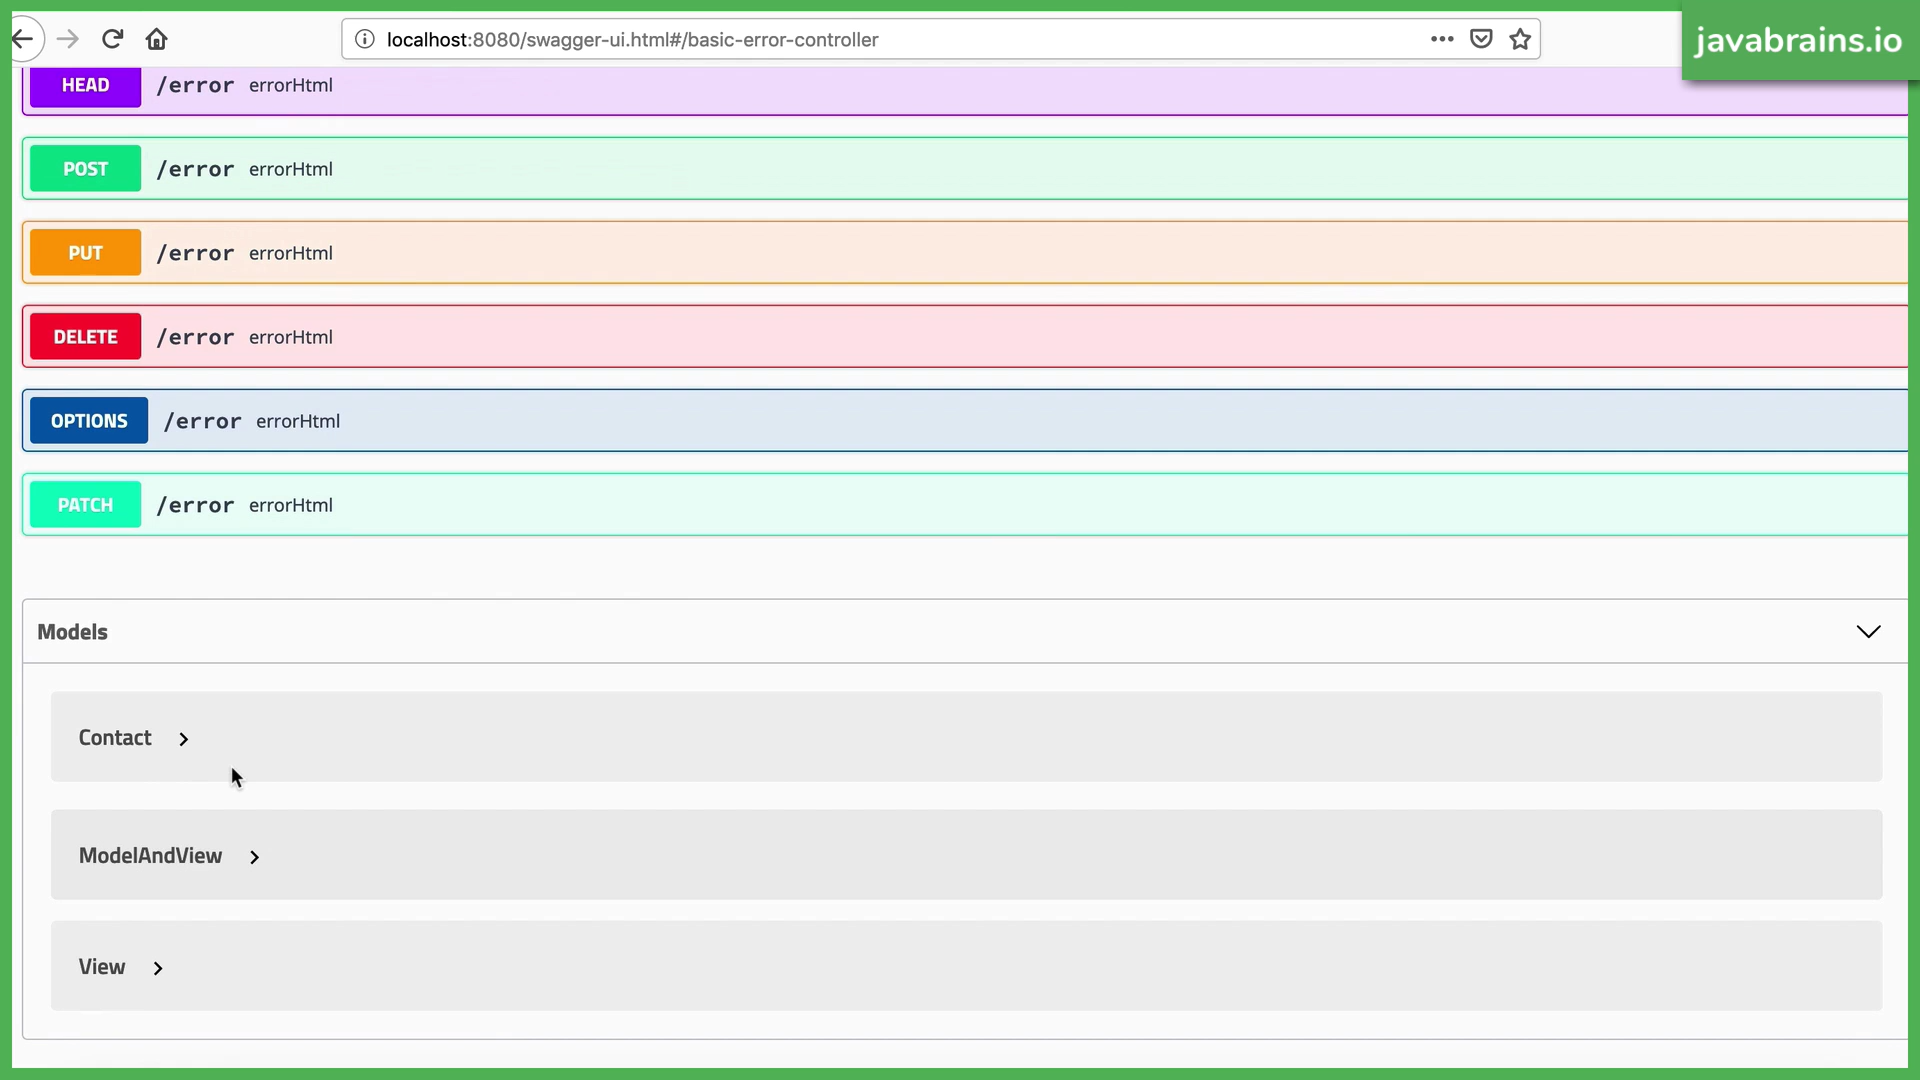 localhost:8080/swagger-ui.html#/basic-error-controller
javabrains.io
HEAD /error errorHtml
POST /error errorHtml
PUT /error errorHtml
DELETE /error errorHtml
OPTIONS /error errorHtml
PATCH /error errorHtml
Models
Contact
ModelAndView
View